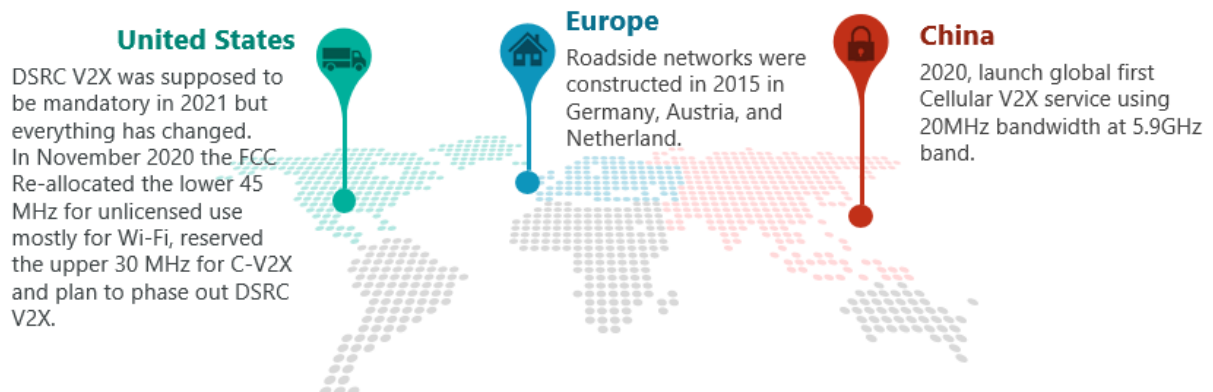 United States
DSRC V2X was supposed to
be mandatory in 2021 but
everything has changed.
In November 2020 the FCC
Re-allocated the lower 45
MHz for unlicensed use
mostly for Wi-Fi, reserved
the upper 30 MHz for C-V2X
and plan to phase out DSRC
V2X.
Europe
Roadside networks were
constructed in 2015 in
Germany, Austria, and
Netherland.
China
2020, launch global first
Cellular V2X service using
20MHz bandwidth at 5.9GHz
band.